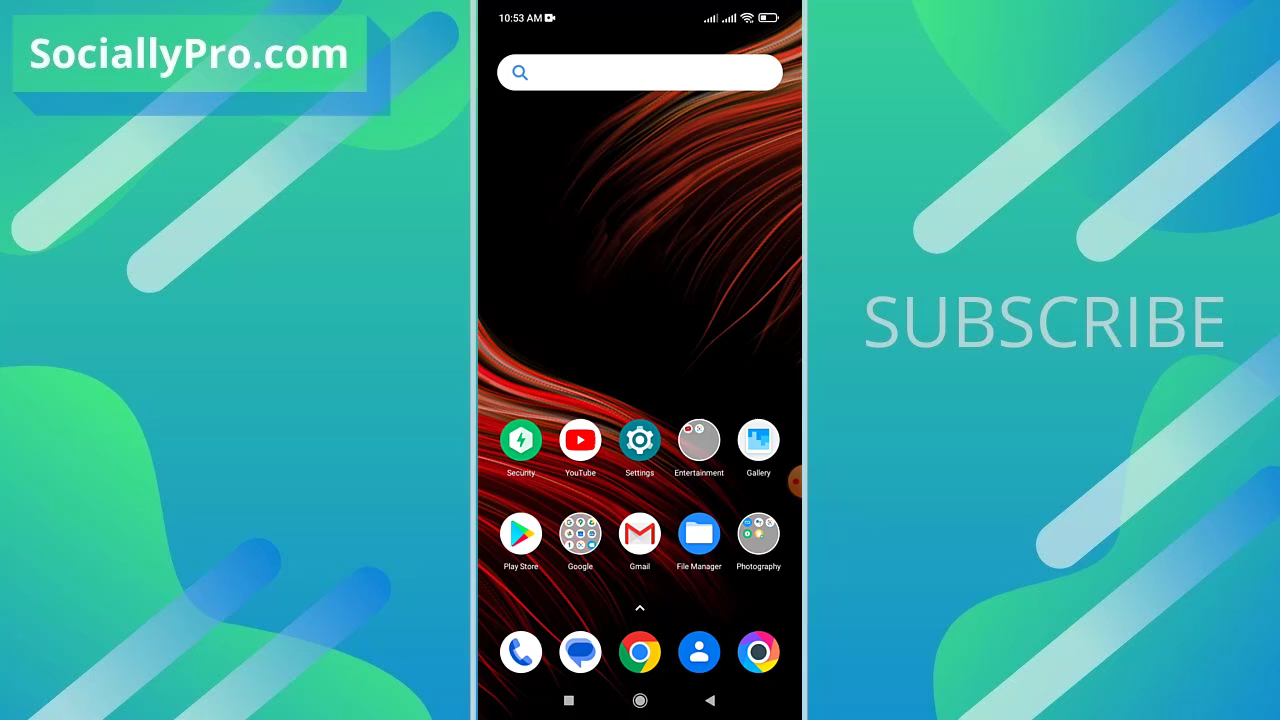 SociallyPro.com
10:53 AM
SUBSCRIBE
Security YouTube Settings Entertainment Gallery
Play Store Google Gmail File Manager Photography